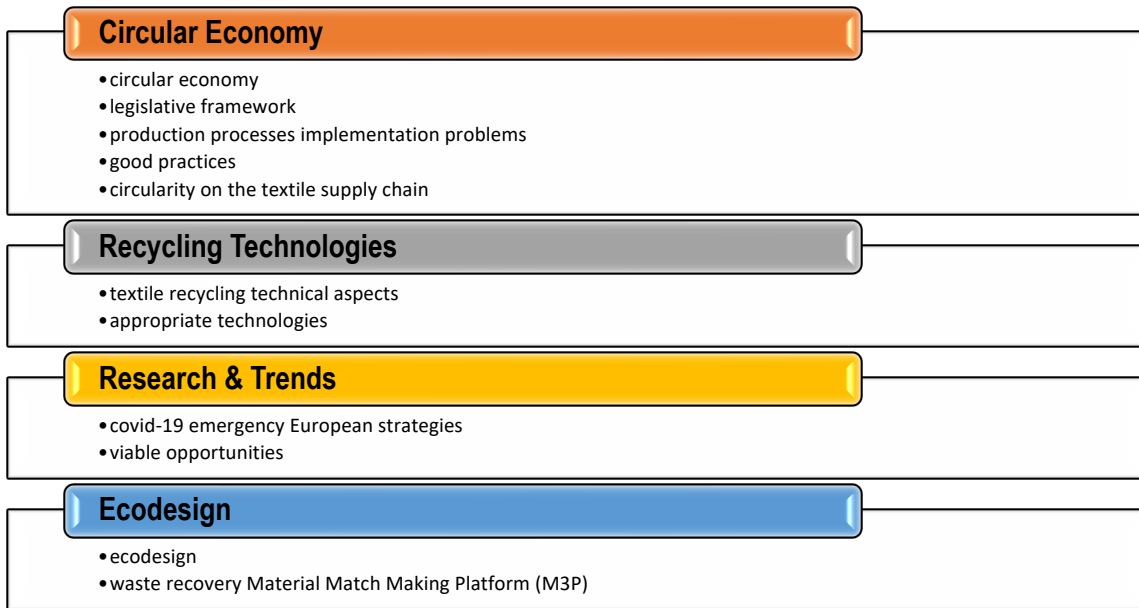 Circular Economy
•circular economy
•legislative framework
•production processes implementation problems
•good practices
•circularity on the textile supply chain
Recycling Technologies
•textile recycling technical aspects
•appropriate technologies
Research & Trends
•covid-19 emergency European strategies
•viable opportunities
Ecodesign
•ecodesign
•waste recovery Material Match Making Platform (M3P)